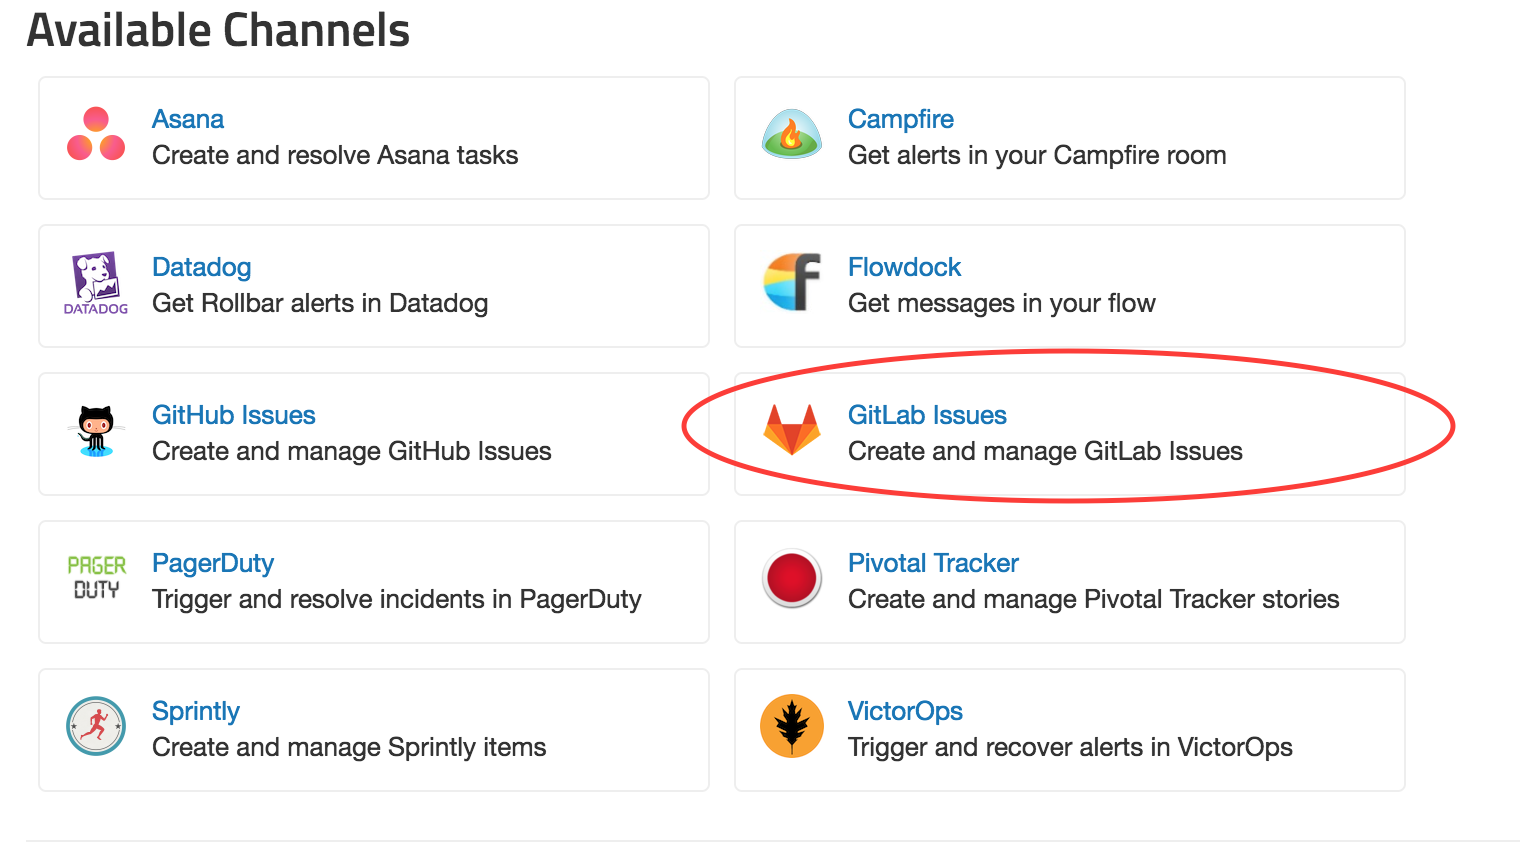 Available Channels
Asana
Create and resolve Asana tasks
Campfire
Get alerts in your Campfire room
DATADOG
Datadog
Get Rollbar alerts in Datadog
Flowdock
Get messages in your flow
GitHub Issues
Create and manage GitHub Issues
GitLab Issues
Create and manage GitLab Issues
PAGER
DUTY
PagerDuty
Trigger and resolve incidents in PagerDuty
Pivotal Tracker
Create and manage Pivotal Tracker stories
Sprintly
Create and manage Sprintly items
VictorOps
Trigger and recover alerts in VictorOps